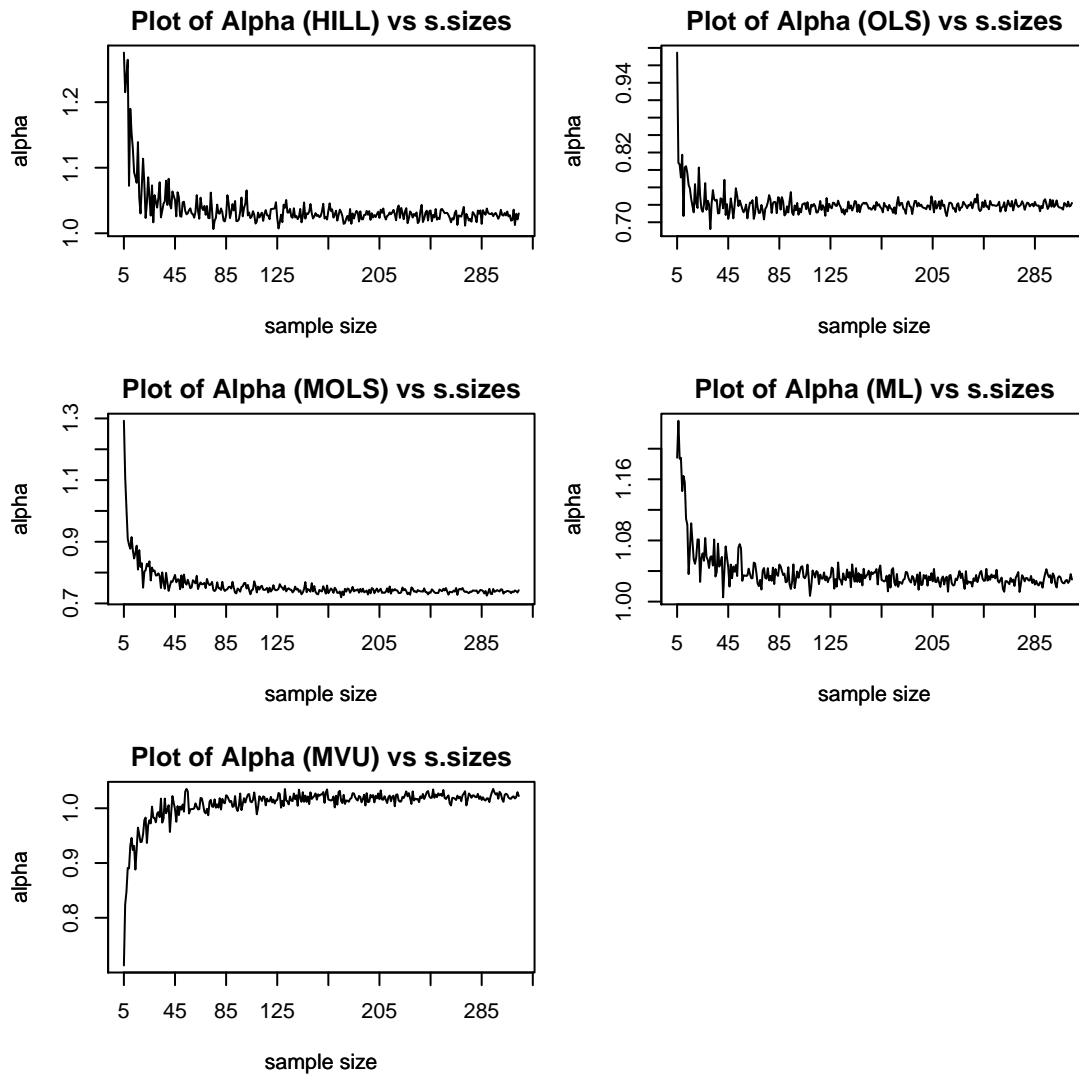 Plot of Alpha (HILL) vs s.sizes
alpha
1.0 1.1 1.2
5 45 85 125 205 285
sample size
Plot of Alpha (OLS) vs s.sizes
alpha
0.70 0.82 0.94
5 45 85 125 205 285
sample size
Plot of Alpha (MOLS) vs s.sizes
alpha
0.7 0.9 1.1 1.3
5 45 85 125 205 285
sample size
Plot of Alpha (ML) vs s.sizes
alpha
1.00 1.08 1.16
5 45 85 125 205 285
sample size
Plot of Alpha (MVU) vs s.sizes
alpha
0.8 0.9 1.0
5 45 85 125 205 285
sample size